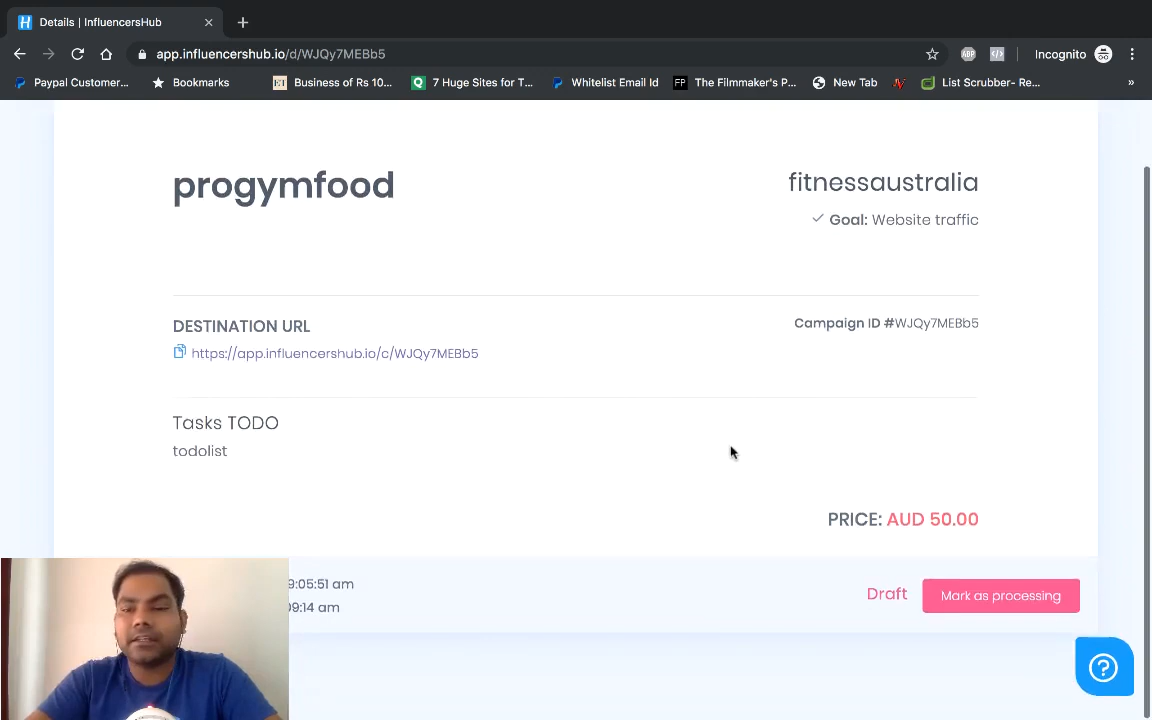 Details | InfluencersHub
app.influencershub.io/d/WJQy7MEBb5
ABP
Incognito
Paypal Customer...
Bookmarks
ET Business of Rs 10...
Q 7 Huge Sites for T...
Whitelist Email Id
FP The Filmmaker's P...
New Tab
List Scrubber- Re...
»
progymfood
fitnessaustralia
Goal: Website traffic
DESTINATION URL
Campaign ID #WJQy7MEBb5
https://app.influencershub.io/c/WJQy7MEBb5
Tasks TODO
todolist
PRICE: AUD 50.00
9:05:51 am
09:14 am
Draft
Mark as processing